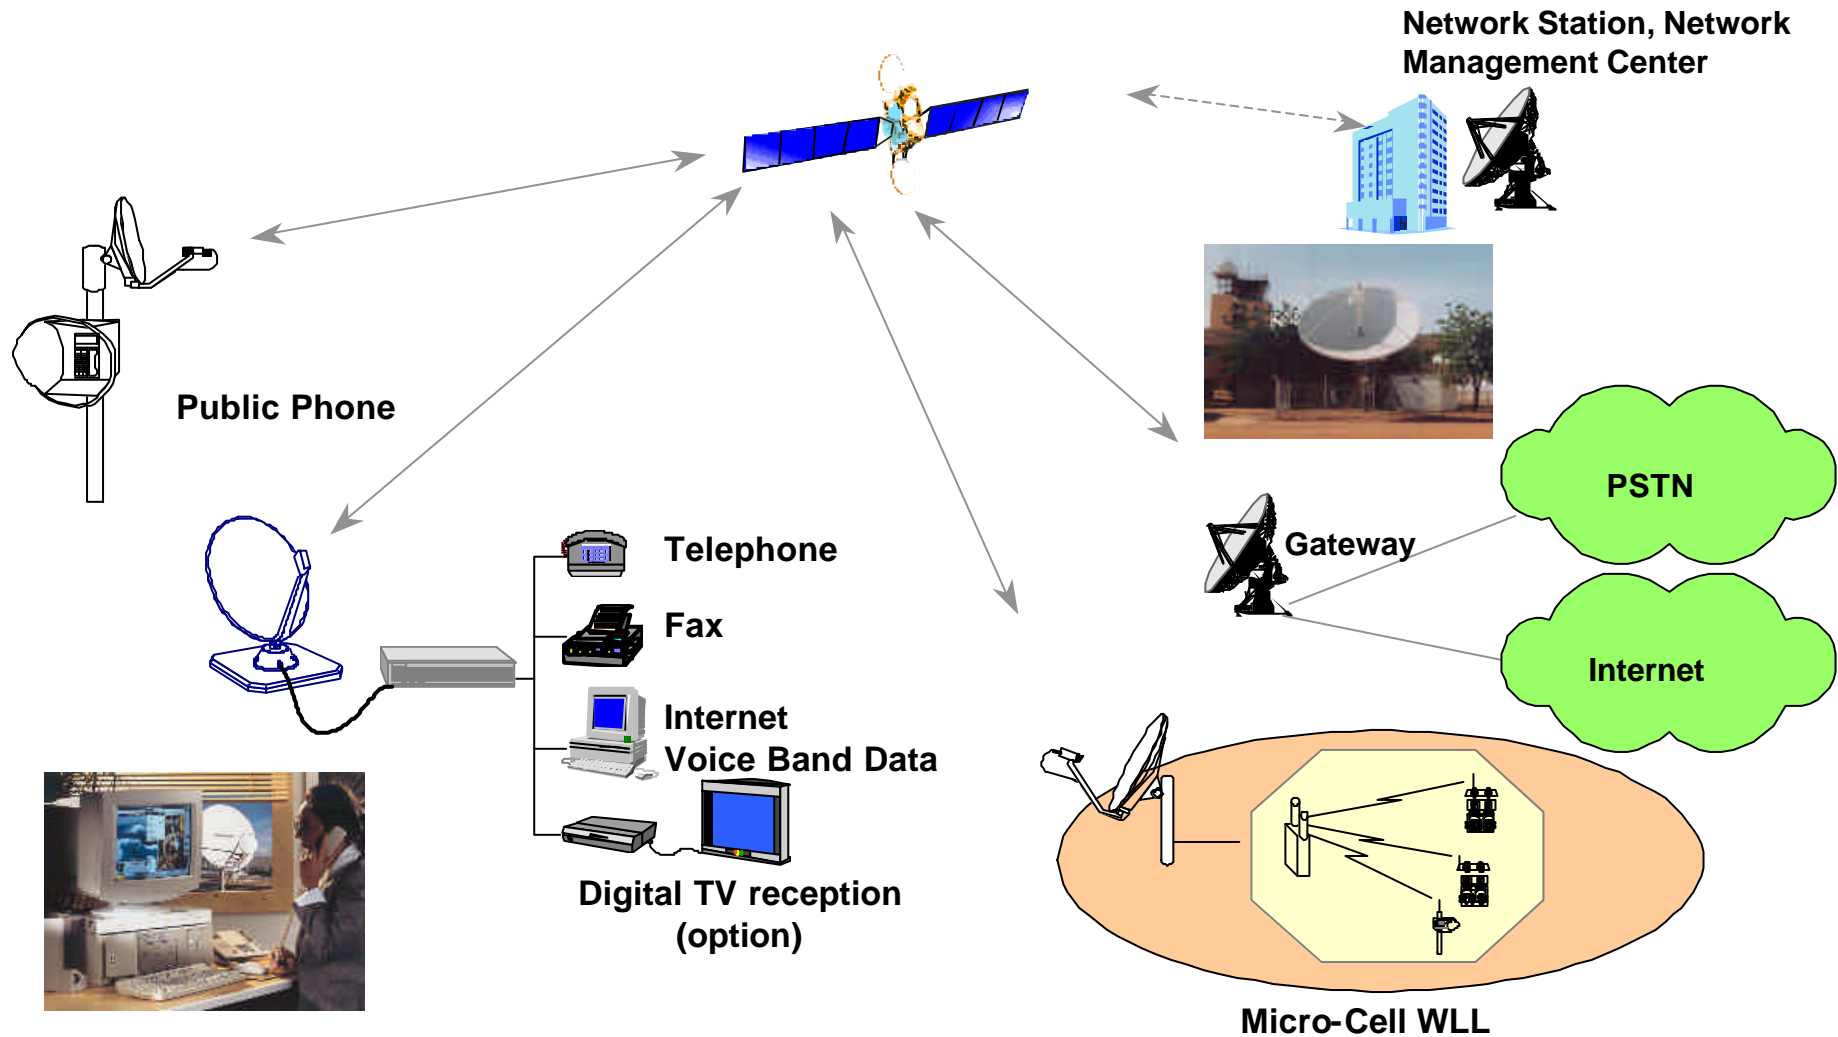 Network Station, Network
Management Center
Public Phone
PSTN
Gateway
Telephone
Fax
Internet
Internet
Voice Band Data
Digital TV reception
(option)
Micro-Cell WLL